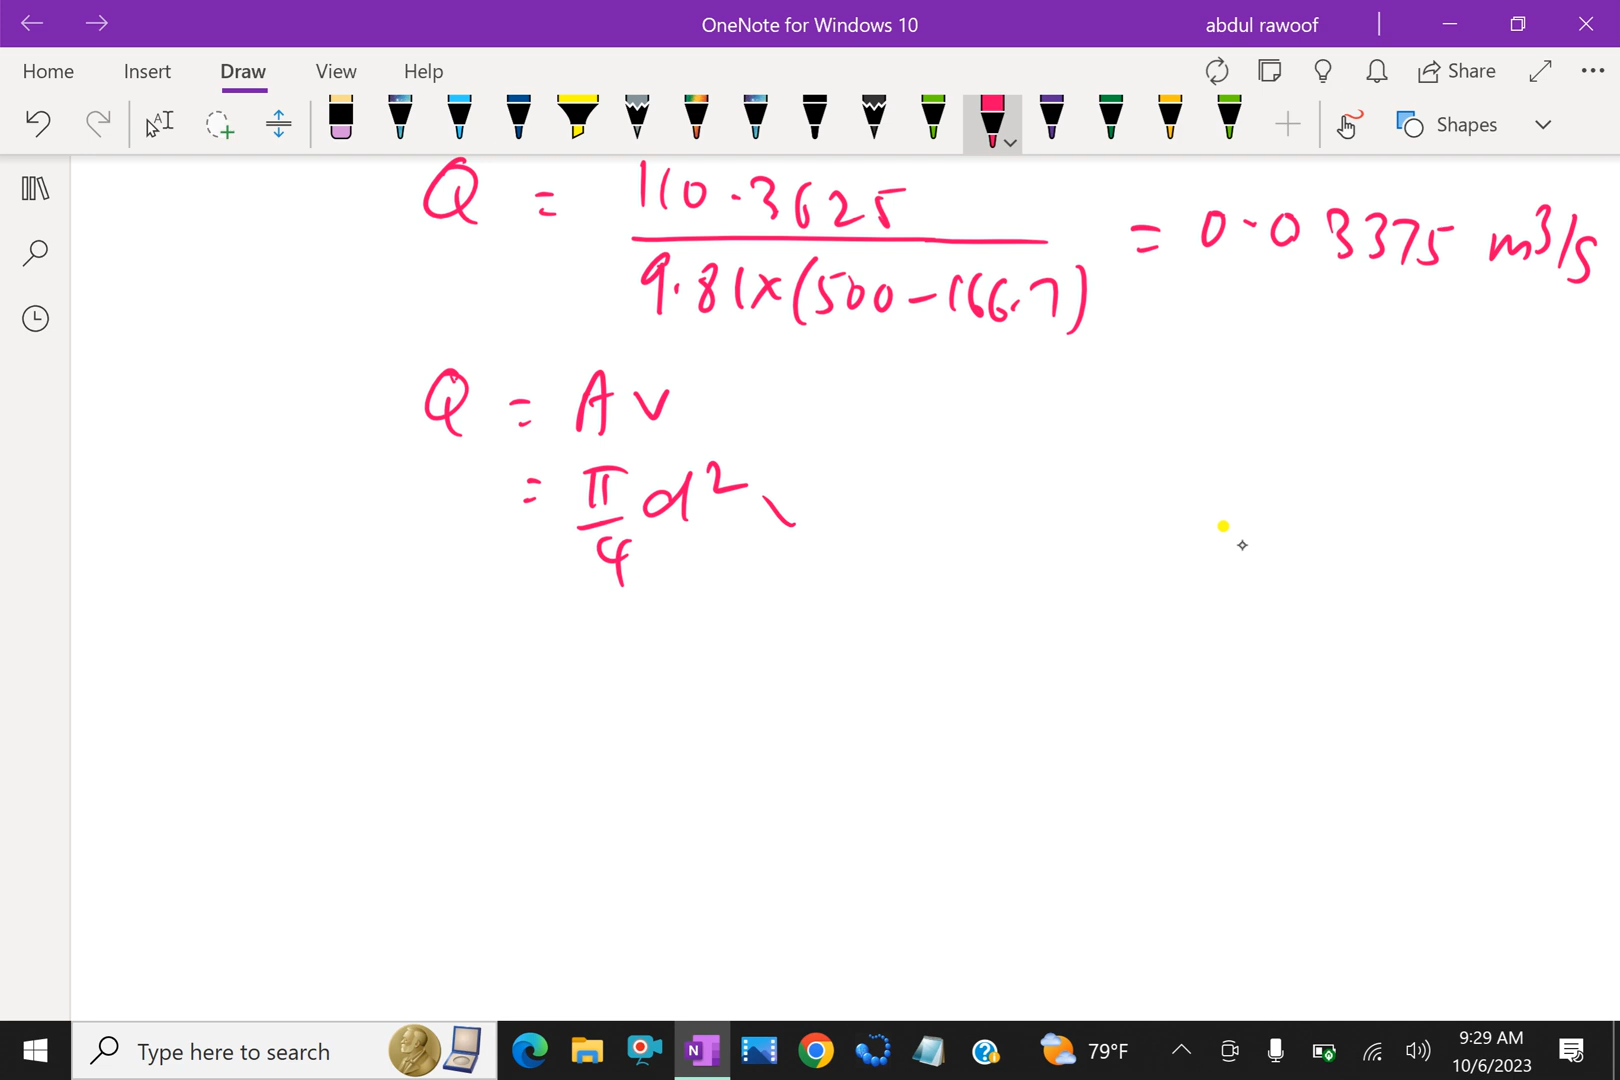 OneNote for Windows 10
abdul rawoof
Home Insert Draw View Help
Share
Shapes
Q = 110.3625 / 9.81x(500-166.7) = 0.03375 m³/s
Q = A v
= π/4 d²
Type here to search
79°F
9:29 AM
10/6/2023